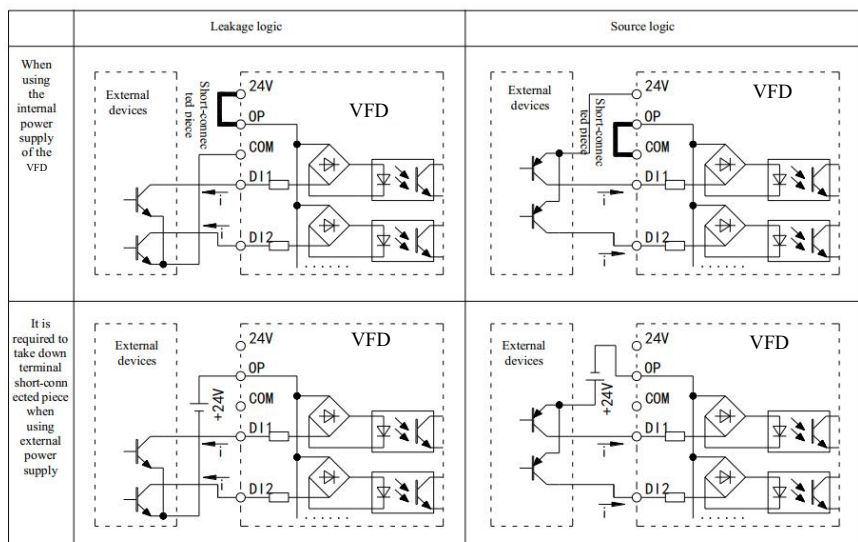 Leakage logic
Source logic
When
using
the
internal
power
supply
of the
VFD
External
devices
Short-connec
ted piece
24V
OP
COM
DI1
DI2
VFD
i
i
.......
External
devices
Short-connec
ted piece
24V
OP
COM
DI1
DI2
VFD
i
i
.......
It is
required to
take down
terminal
short-conn
ected piece
when
using
external
power
supply
External
devices
+24V
24V
OP
COM
DI1
DI2
VFD
i
i
.......
External
devices
+24V
24V
OP
COM
DI1
DI2
VFD
i
i
.......